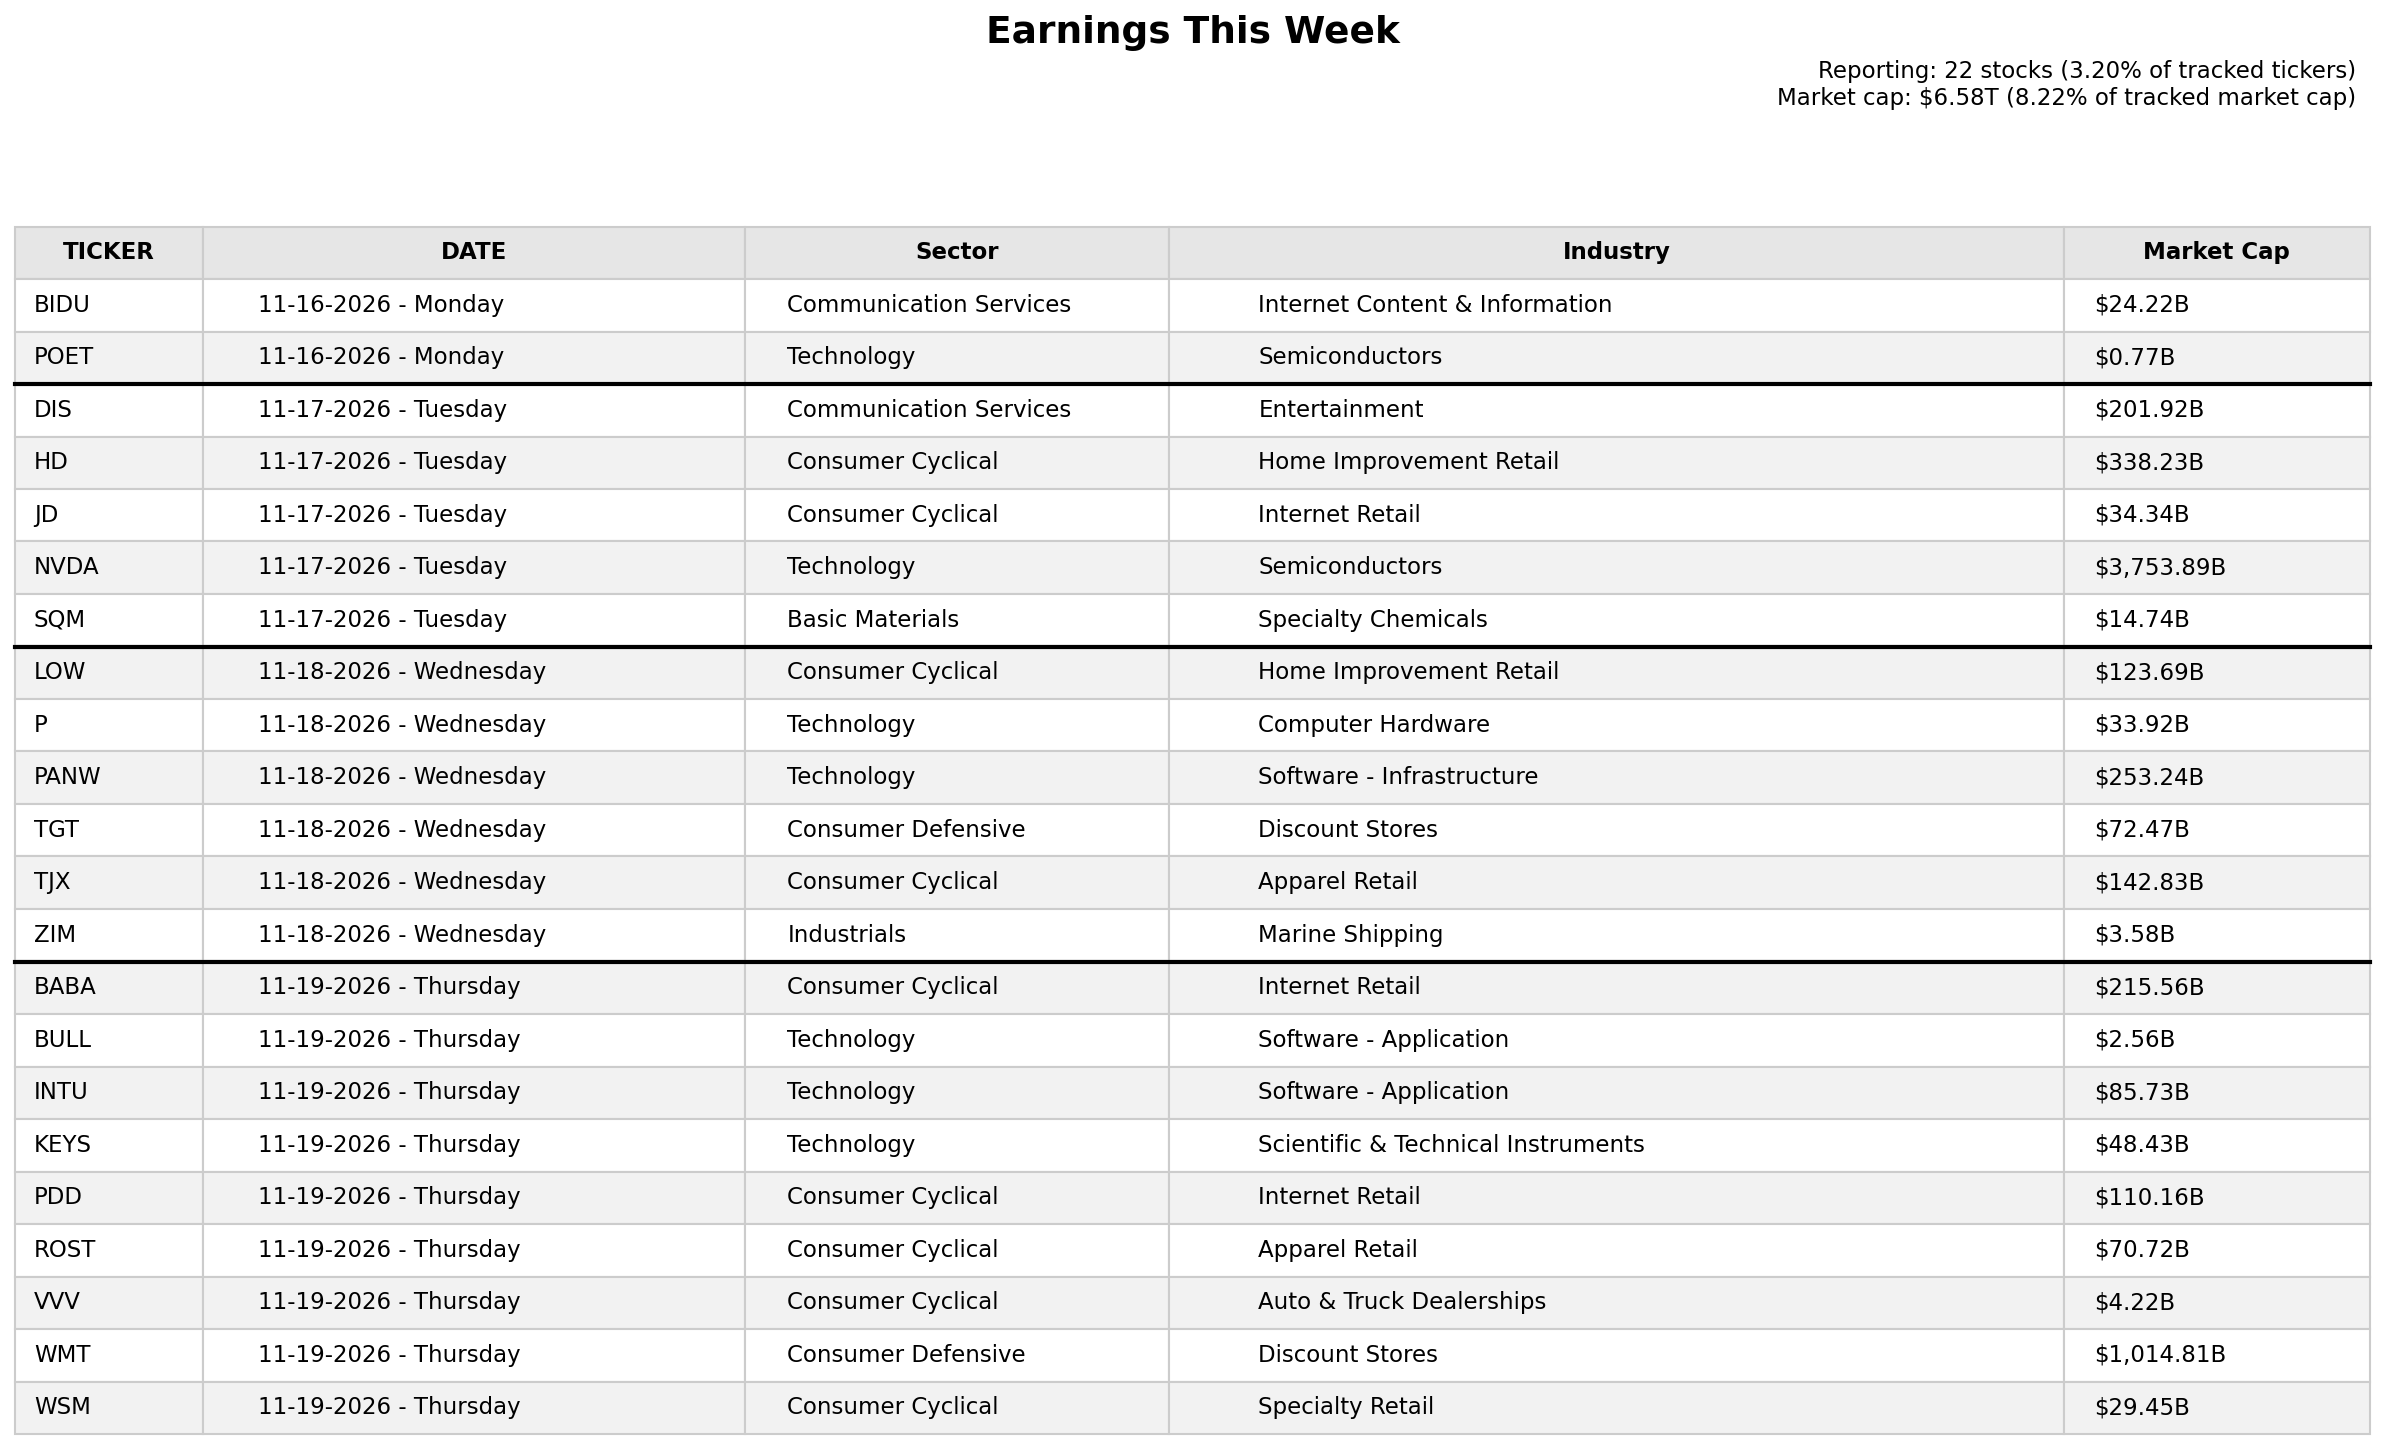 Earnings This Week
Reporting: 22 stocks (3.20% of tracked tickers)
Market cap: $6.58T (8.22% of tracked market cap)
TICKER DATE Sector Industry Market Cap
BIDU 11-16-2026 - Monday Communication Services Internet Content & Information $24.22B
POET 11-16-2026 - Monday Technology Semiconductors $0.77B
DIS 11-17-2026 - Tuesday Communication Services Entertainment $201.92B
HD 11-17-2026 - Tuesday Consumer Cyclical Home Improvement Retail $338.23B
JD 11-17-2026 - Tuesday Consumer Cyclical Internet Retail $34.34B
NVDA 11-17-2026 - Tuesday Technology Semiconductors $3,753.89B
SQM 11-17-2026 - Tuesday Basic Materials Specialty Chemicals $14.74B
LOW 11-18-2026 - Wednesday Consumer Cyclical Home Improvement Retail $123.69B
P 11-18-2026 - Wednesday Technology Computer Hardware $33.92B
PANW 11-18-2026 - Wednesday Technology Software - Infrastructure $253.24B
TGT 11-18-2026 - Wednesday Consumer Defensive Discount Stores $72.47B
TJX 11-18-2026 - Wednesday Consumer Cyclical Apparel Retail $142.83B
ZIM 11-18-2026 - Wednesday Industrials Marine Shipping $3.58B
BABA 11-19-2026 - Thursday Consumer Cyclical Internet Retail $215.56B
BULL 11-19-2026 - Thursday Technology Software - Application $2.56B
INTU 11-19-2026 - Thursday Technology Software - Application $85.73B
KEYS 11-19-2026 - Thursday Technology Scientific & Technical Instruments $48.43B
PDD 11-19-2026 - Thursday Consumer Cyclical Internet Retail $110.16B
ROST 11-19-2026 - Thursday Consumer Cyclical Apparel Retail $70.72B
VVV 11-19-2026 - Thursday Consumer Cyclical Auto & Truck Dealerships $4.22B
WMT 11-19-2026 - Thursday Consumer Defensive Discount Stores $1,014.81B
WSM 11-19-2026 - Thursday Consumer Cyclical Specialty Retail $29.45B